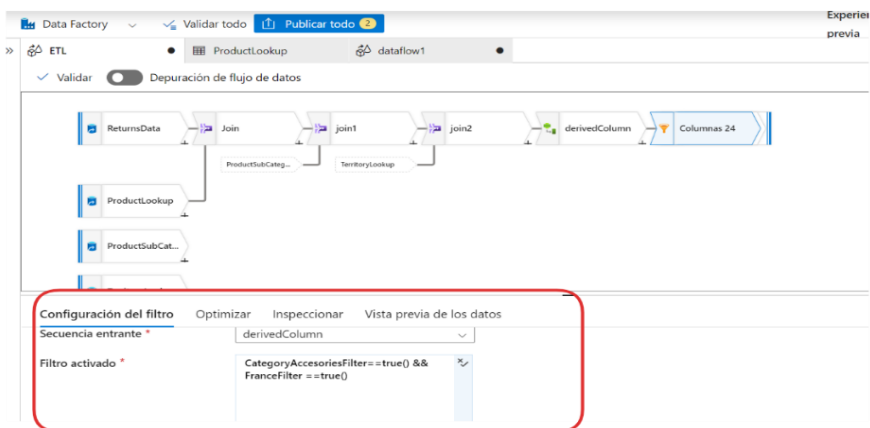 Experier
previa
Data Factory
Validar todo
Publicar todo 2
»
ETL
ProductLookup
dataflow1
Validar
Depuración de flujo de datos
ReturnsData
Join
join1
join2
derivedColumn
Columnas 24
ProductSubCateg...
TerritoryLookup
ProductLookup
ProductSubCat...
Configuración del filtro
Optimizar
Inspeccionar
Vista previa de los datos
Secuencia entrante *
derivedColumn
Filtro activado *
CategoryAccesoriesFilter==true() &&
FranceFilter ==true()